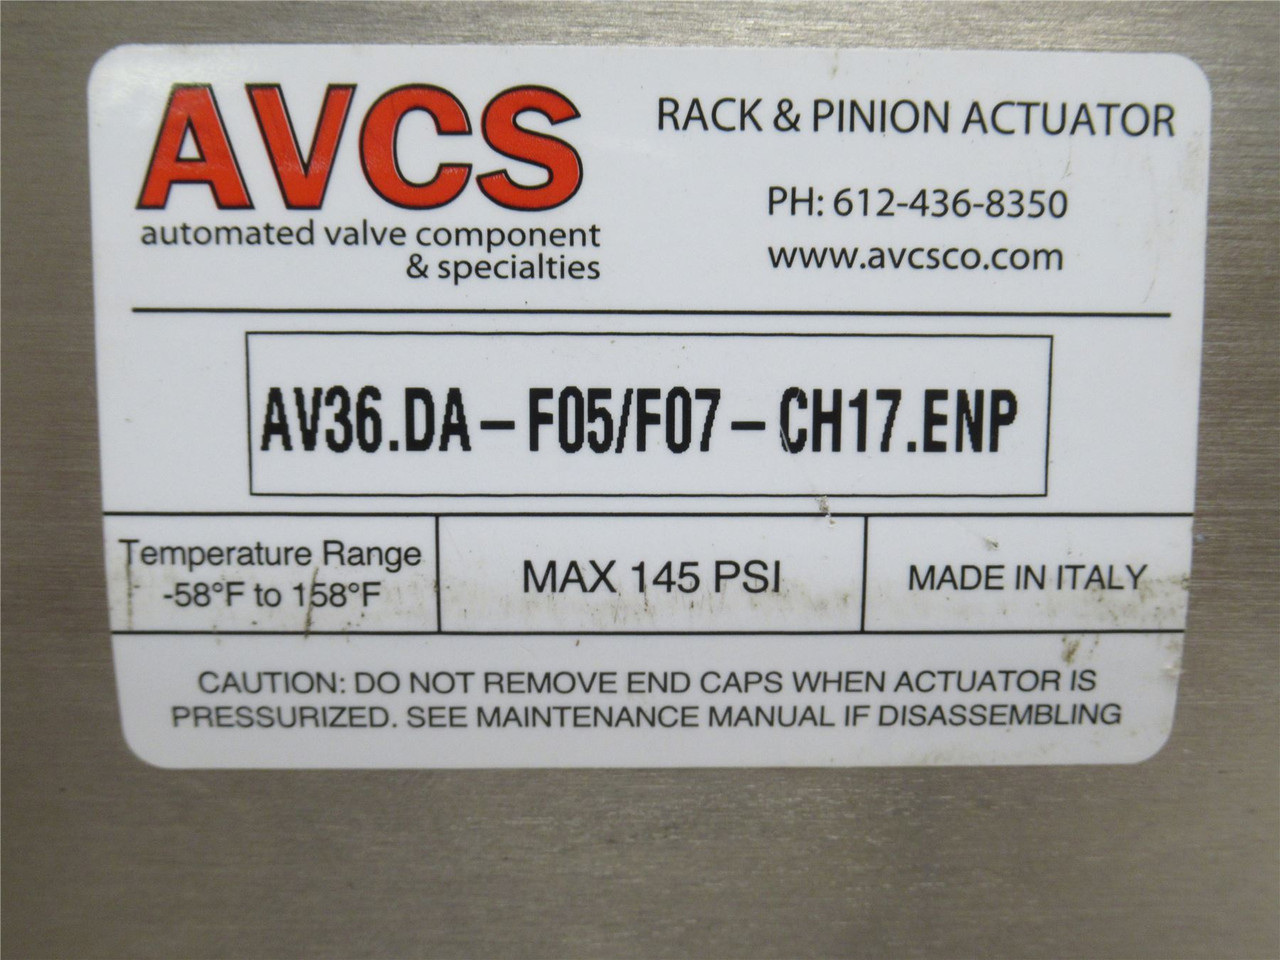 AVCS
automated valve component
& specialties
RACK & PINION ACTUATOR
PH: 612-436-8350
www.avcsco.com
AV36.DA-F05/F07-CH17.ENP
Temperature Range
-58°F to 158°F
MAX 145 PSI
MADE IN ITALY
CAUTION: DO NOT REMOVE END CAPS WHEN ACTUATOR IS
PRESSURIZED. SEE MAINTENANCE MANUAL IF DISASSEMBLING